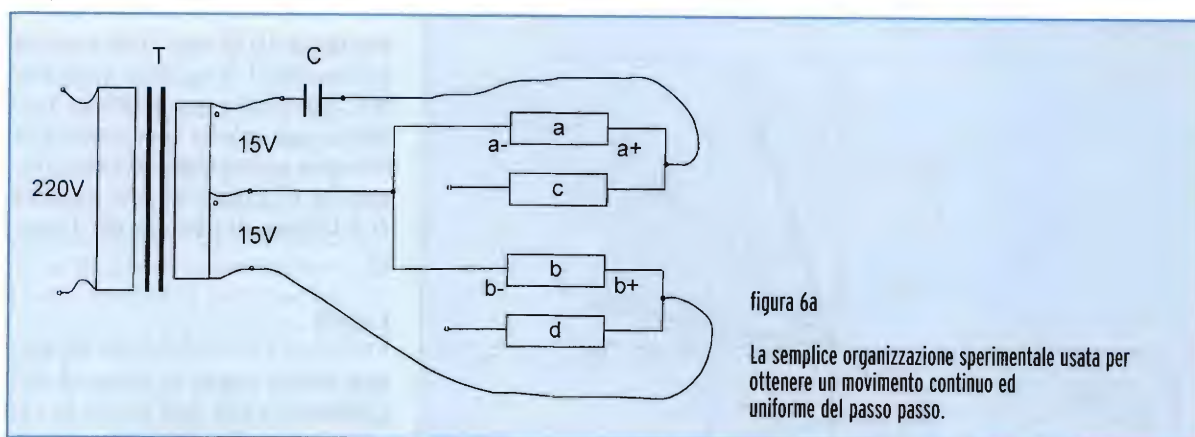 T
C
15V
220V
15V
a
a-
a+
c
b
b-
b+
d
figura 6a
La semplice organizzazione sperimentale usata per
ottenere un movimento continuo ed
uniforme del passo passo.